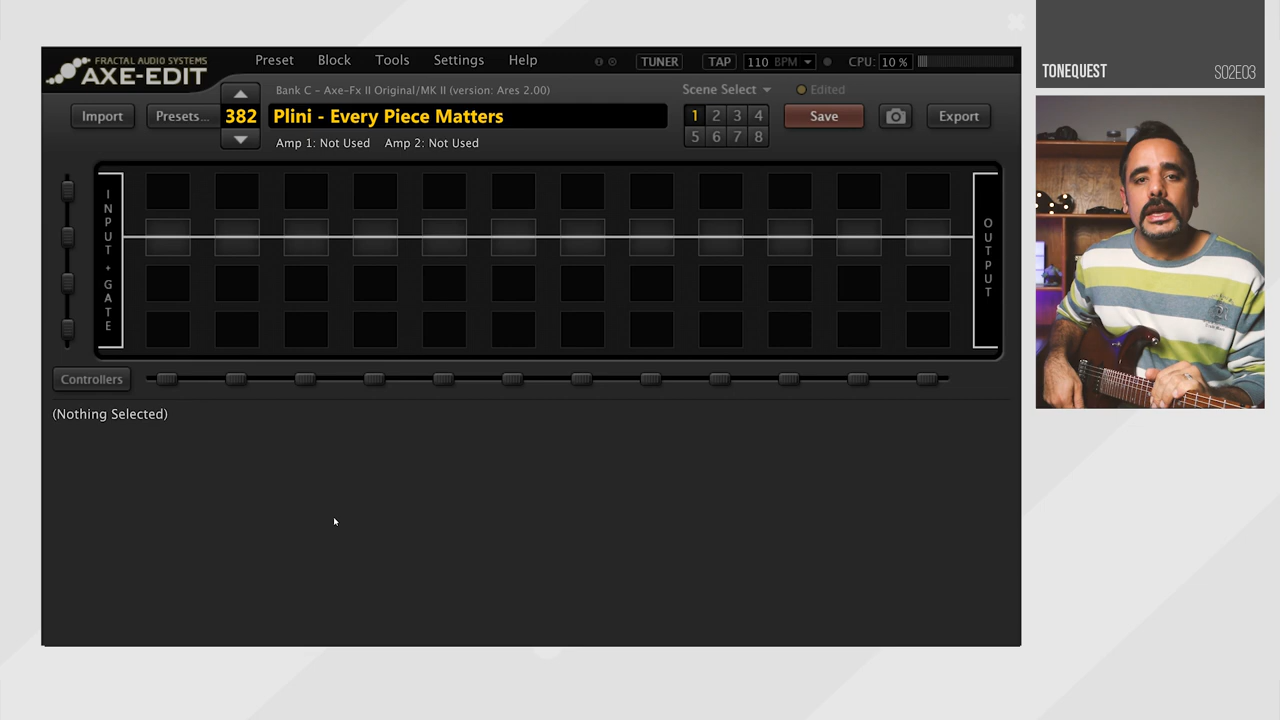 FRACTAL AUDIO SYSTEMS
AXE-EDIT
Preset Block Tools Settings Help
TUNER TAP 110 BPM CPU: 10 %
Bank C - Axe-Fx II Original/MK II (version: Ares 2.00)
Scene Select Edited
Import Presets... 382 Plini - Every Piece Matters
1 2 3 4
5 6 7 8
Save Export
Amp 1: Not Used Amp 2: Not Used
INPUT + GATE
OUTPUT
Controllers
(Nothing Selected)
TONEQUEST S02E03